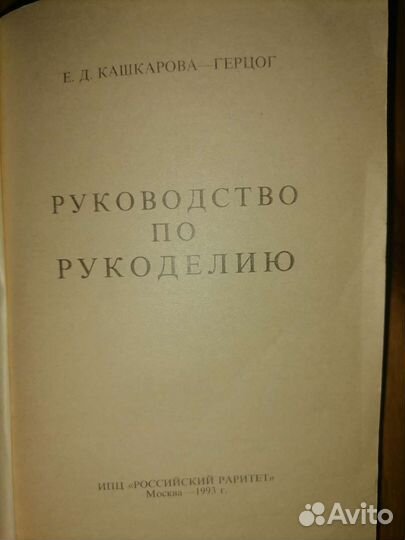 Е. Д. КАШКАРОВА—ГЕРЦОГ
РУКОВОДСТВО
ПО
РУКОДЕЛИЮ
ИПЦ «РОССИЙСКИЙ РАРИТЕТ»
Москва—1993 г.
Avito